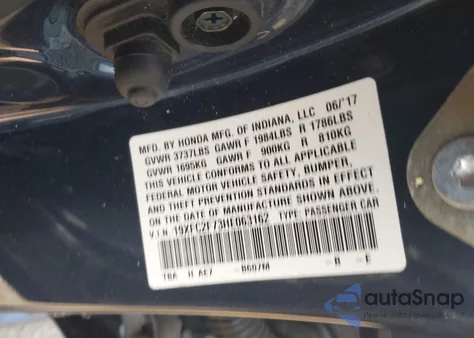 MFD. BY HONDA MFG. OF INDIANA, LLC 06/'17
GVWR 3737LBS GAWR F 1984LBS R 1786LBS
GVWR 1695KG GAWR F 900KG R 810KG
THIS VEHICLE CONFORMS TO ALL APPLICABLE
FEDERAL MOTOR VEHICLE SAFETY, BUMPER,
AND THEFT PREVENTION STANDARDS IN EFFECT
ON THE DATE OF MANUFACTURE SHOWN ABOVE.
V.I.N. TYPE: PASSENGER CAR
B607M B E
autoSnap